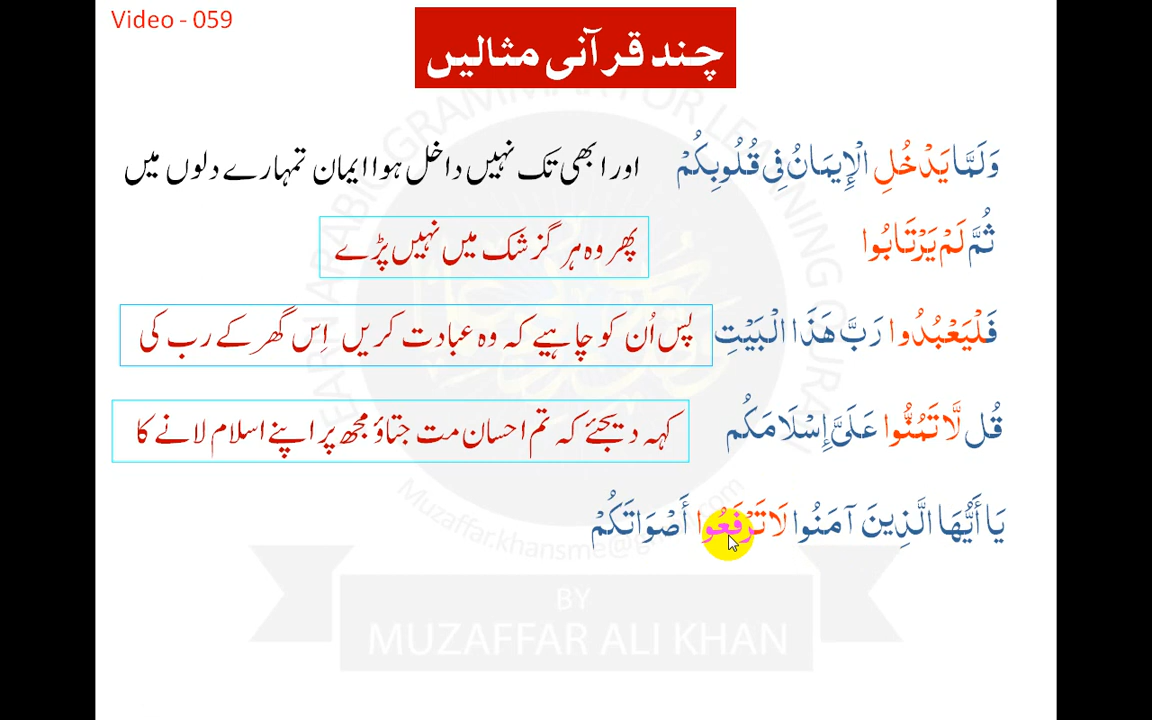 Video - 059
چند قرآنی مثالیں
وَلَمَّا يَدْخُلِ الْإِيمَانُ فِي قُلُوبِكُمْ اور ابھی تک نہیں داخل ہوا ایمان تمہارے دلوں میں
ثُمَّ لَمْ يَرْتَابُوا پھر وہ ہر گز شک میں نہیں پڑے
فَلْيَعْبُدُوا رَبَّ هَذَا الْبَيْتِ پس اُن کو چاہیے کہ وہ عبادت کریں اِس گھر کے رب کی
قُل لَّا تَمُنُّوا عَلَيَّ إِسْلَامَكُم کہہ دیجئے کہ تم احسان مت جتاؤ مجھ پر اپنے اسلام لانے کا
يَا أَيُّهَا الَّذِينَ آمَنُوا لَا تَرْفَعُوا أَصْوَاتَكُمْ
BY
MUZAFFAR ALI KHAN